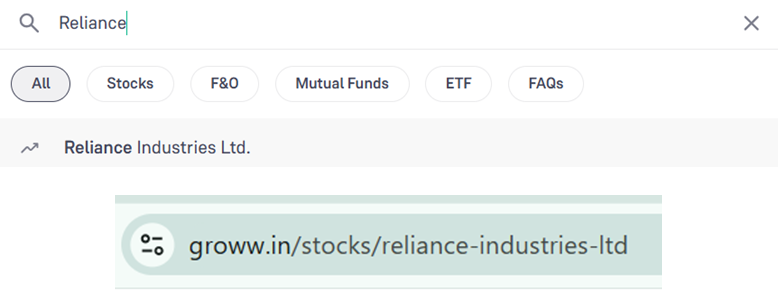 Reliance
All Stocks F&O Mutual Funds ETF FAQs
Reliance Industries Ltd.
groww.in/stocks/reliance-industries-ltd